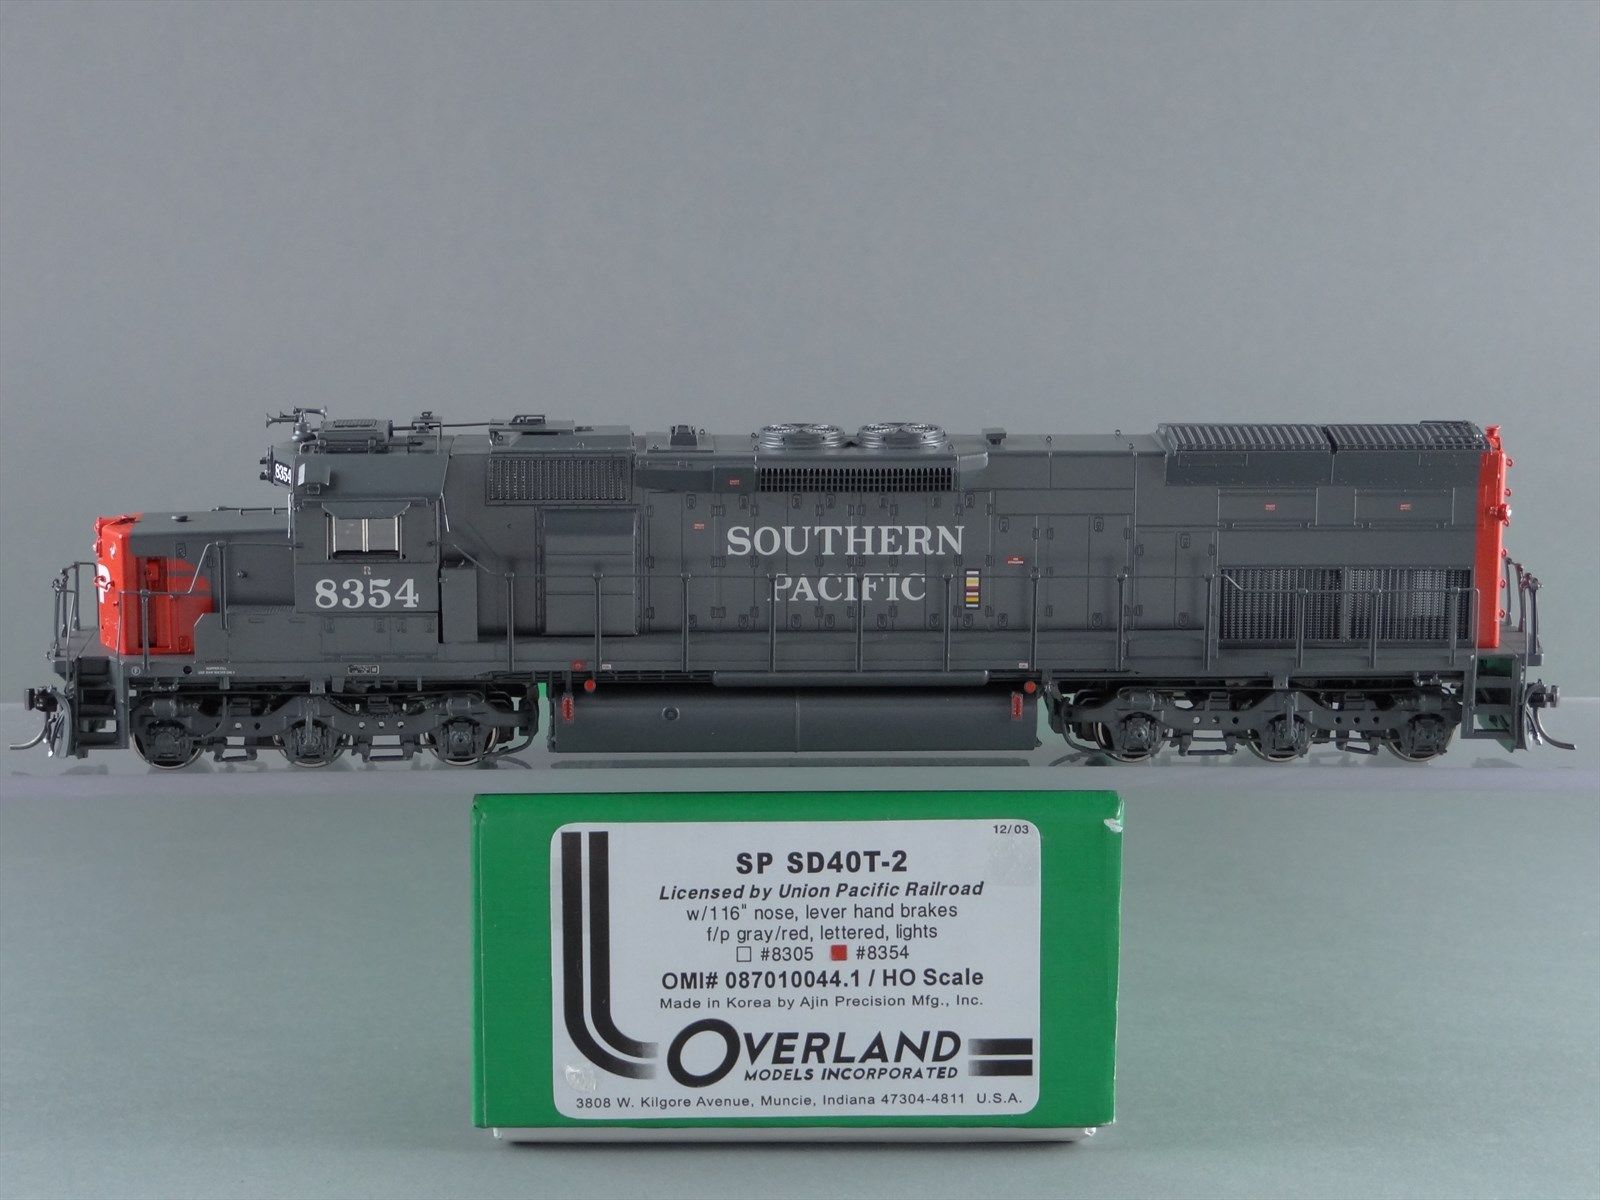 8354
SOUTHERN
PACIFIC
R
8354
12/03
SP SD40T-2
Licensed by Union Pacific Railroad
w/116" nose, lever hand brakes
f/p gray/red, lettered, lights
#8305 #8354
OMI# 087010044.1 / HO Scale
Made in Korea by Ajin Precision Mfg., Inc.
OVERLAND
MODELS INCORPORATED
3808 W. Kilgore Avenue, Muncie, Indiana 47304-4811 U.S.A.